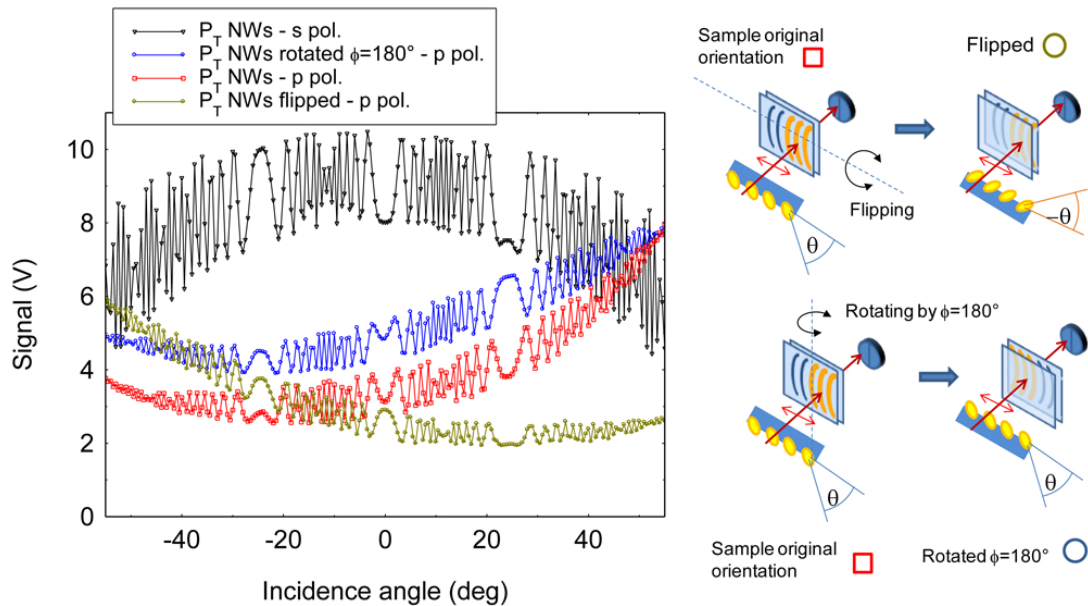 P_T NWs - s pol.
P_T NWs rotated ϕ=180° - p pol.
P_T NWs - p pol.
P_T NWs flipped - p pol.
10
8
6
4
2
0
Signal (V)
-40 -20 0 20 40
Incidence angle (deg)
Sample original
orientation
Flipped
Flipping
θ
−θ
Rotating by ϕ=180°
θ
θ
Sample original
orientation
Rotated ϕ=180°